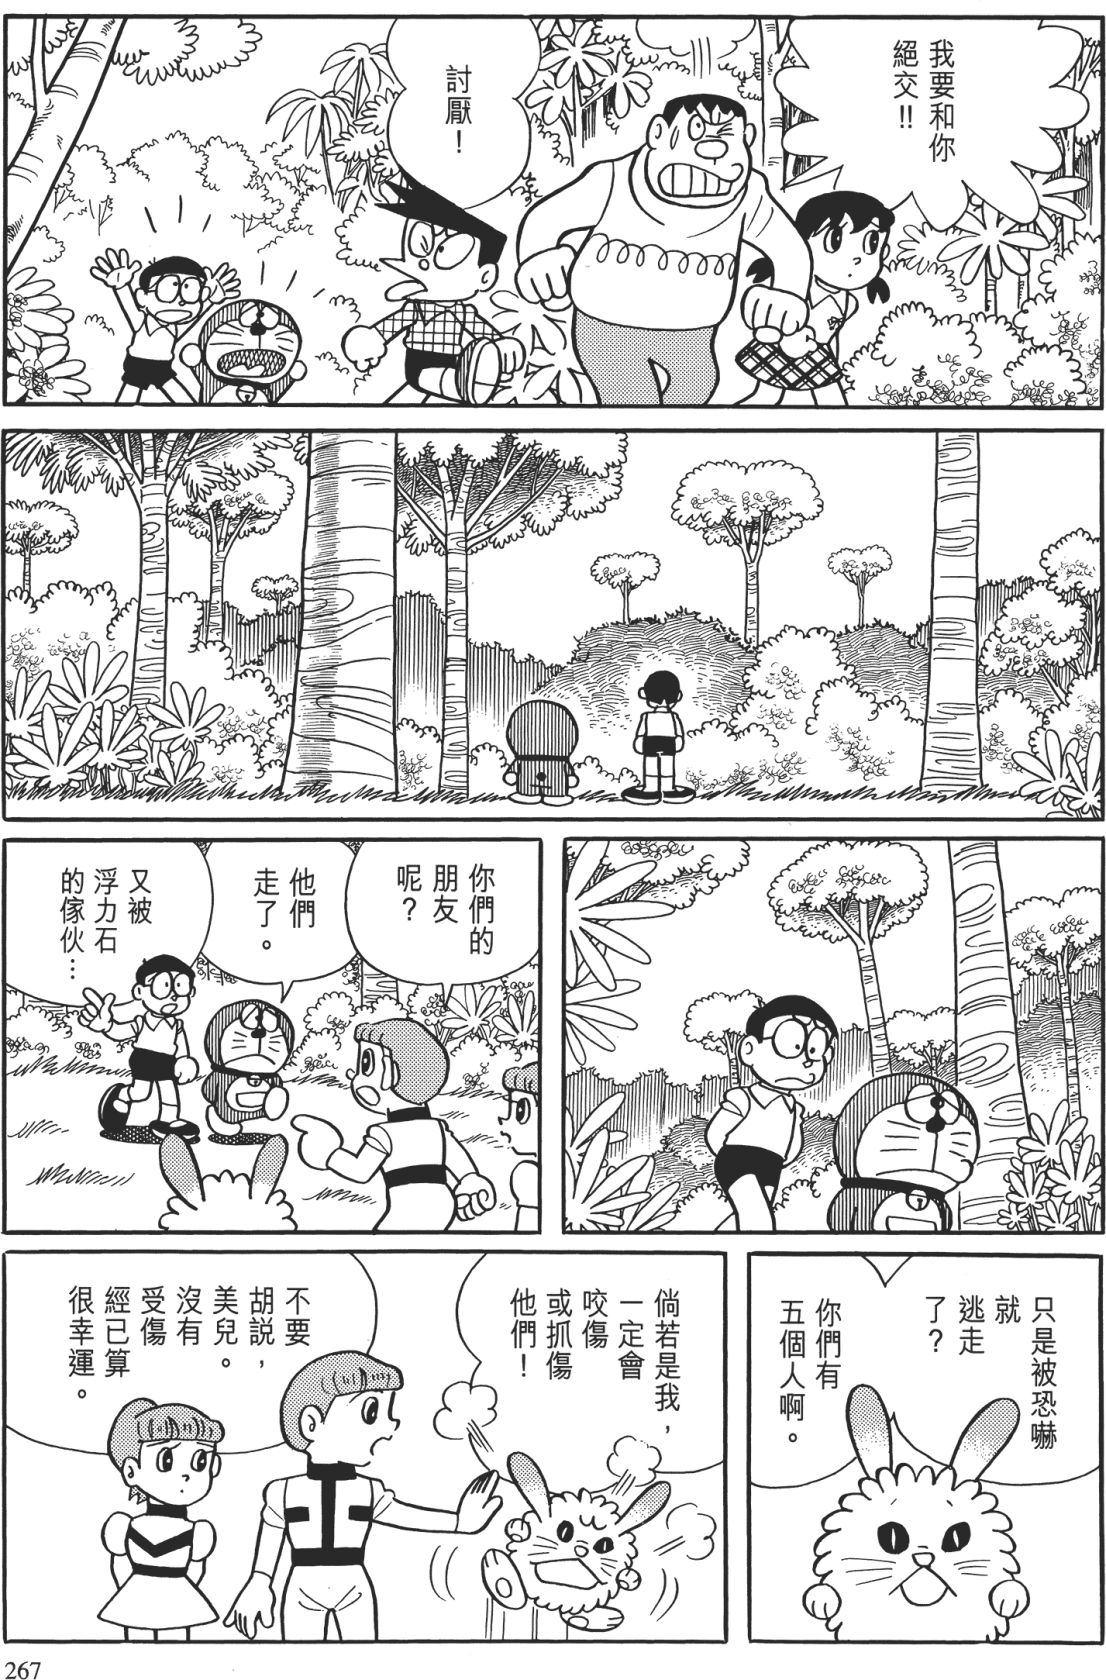 我要和你
絕交!!
討厭！
你們的
朋友
呢？
他們
走了。
又被
浮力石
的傢伙…
只是被恐嚇
就
逃走
了？
你們有
五個人啊。
倘若是我，
一定會
咬傷
或抓傷
他們！
不要
胡說，
美兒。
沒有
受傷
經已算
很幸運。
267